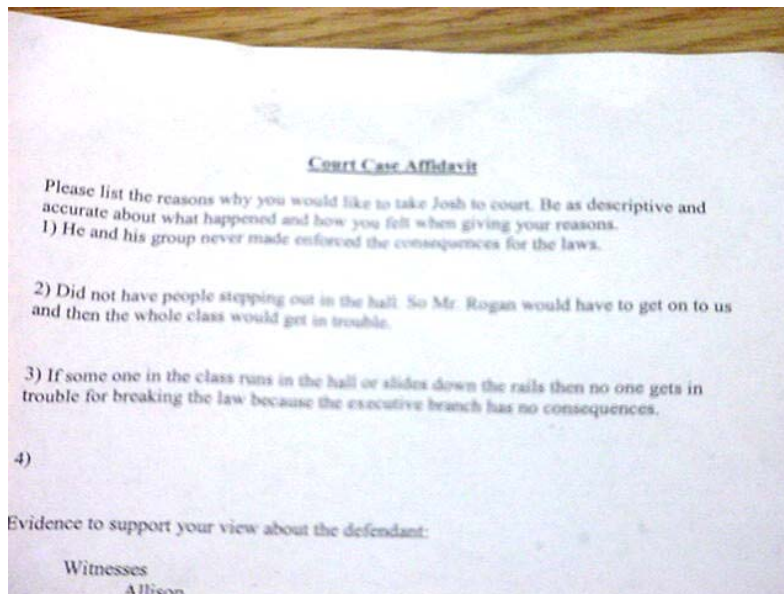 Court Case Affidavit
Please list the reasons why you would like to take Josh to court. Be as descriptive and
accurate about what happened and how you felt when giving your reasons.
1) He and his group never made enforced the consequences for the laws.
2) Did not have people stepping out in the hall. So Mr. Rogan would have to get on to us
and then the whole class would get in trouble.
3) If some one in the class runs in the hall or slides down the rails then no one gets in
trouble for breaking the law because the executive branch has no consequences.
4)
Evidence to support your view about the defendant:
Witnesses
Allison